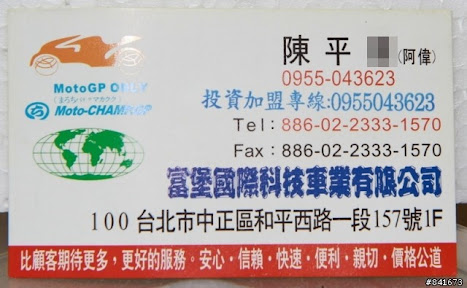 陳 平 (阿偉)
0955-043623
MotoGP ONLY
投資加盟專線:0955043623
Moto-CHAMP GP
Tel:886-02-2333-1570
Fax:886-02-2333-1570
富堡國際科技車業有限公司
100 台北市中正區和平西路一段157號1F
比顧客期待更多,更好的服務。安心·信賴·快速·便利·親切·價格公道
#841673